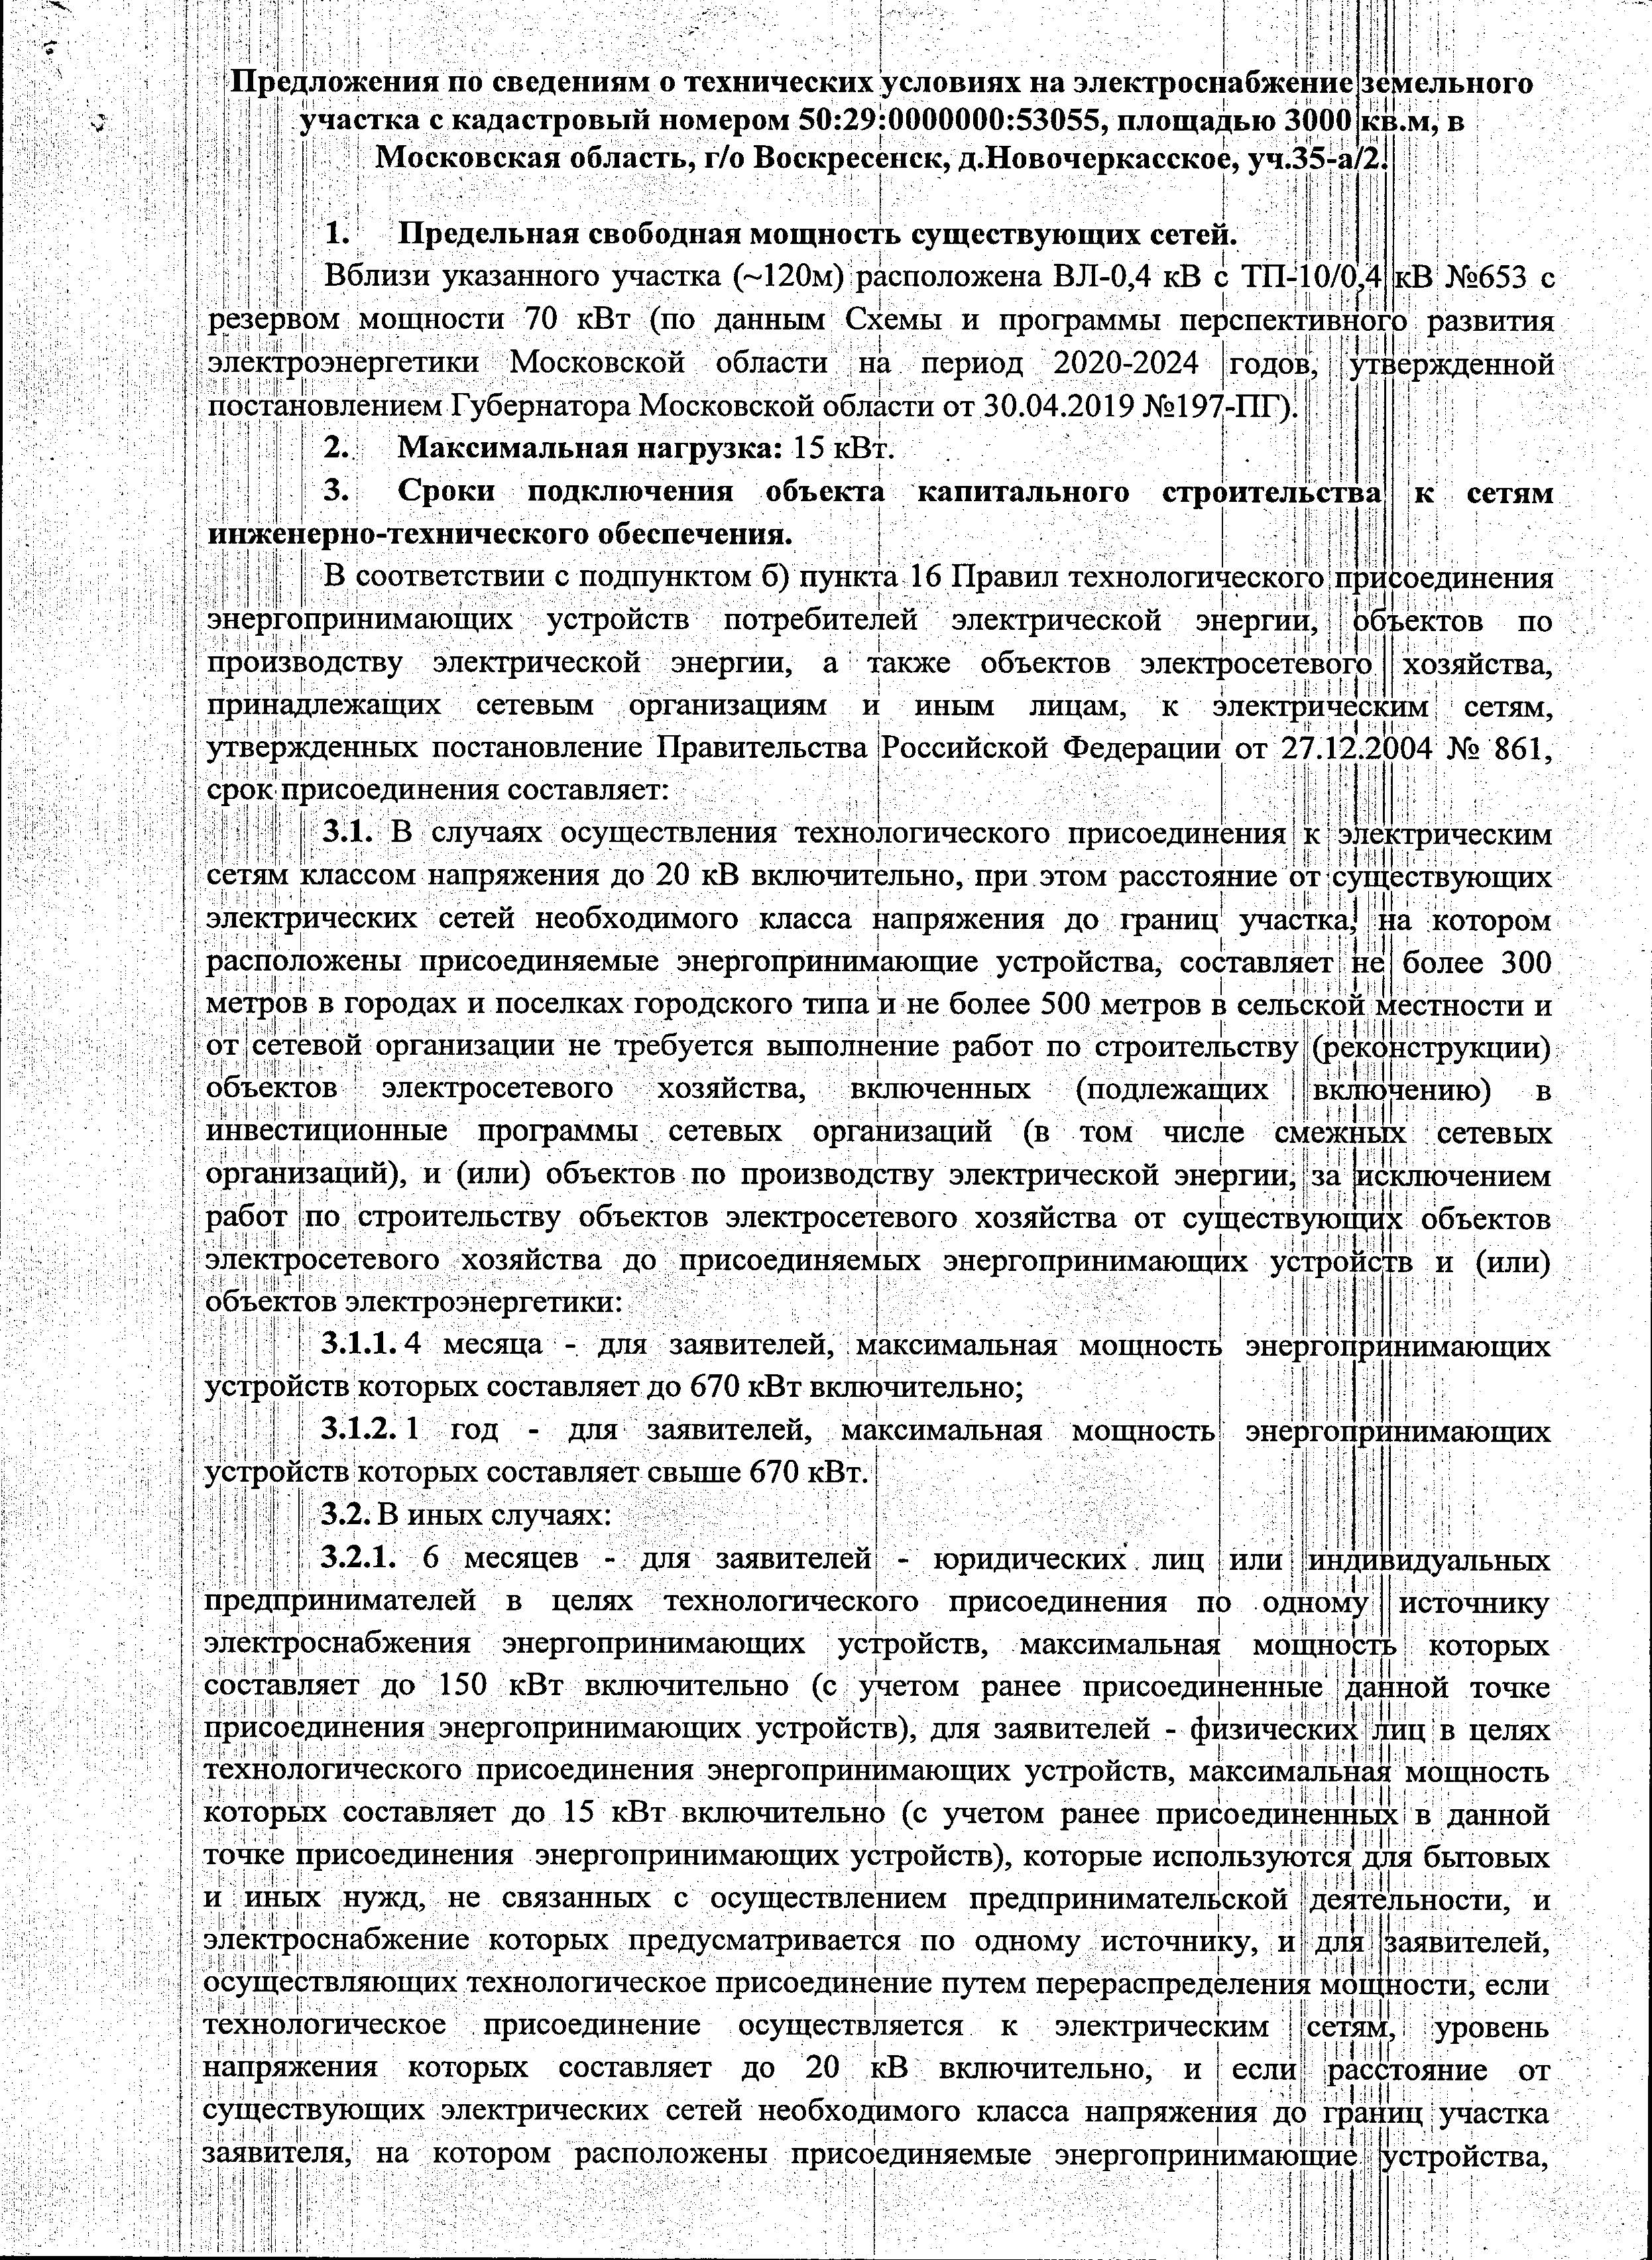 Предложения по сведениям о технических условиях на электроснабжение земельного
участка с кадастровый номером 50:29:0000000:53055, площадью 3000 кв.м, в
Московская область, г/о Воскресенск, д.Новочеркасское, уч.35-а/2.
1. Предельная свободная мощность существующих сетей.
Вблизи указанного участка (~120м) расположена ВЛ-0,4 кВ с ТП-10/0,4 кВ №653 с
резервом мощности 70 кВт (по данным Схемы и программы перспективного развития
электроэнергетики Московской области на период 2020-2024 годов, утвержденной
постановлением Губернатора Московской области от 30.04.2019 №197-ПГ).
2. Максимальная нагрузка: 15 кВт.
3. Сроки подключения объекта капитального строительства к сетям
инженерно-технического обеспечения.
В соответствии с подпунктом б) пункта 16 Правил технологического присоединения
энергопринимающих устройств потребителей электрической энергии, объектов по
производству электрической энергии, а также объектов электросетевого хозяйства,
принадлежащих сетевым организациям и иным лицам, к электрическим сетям,
утвержденных постановление Правительства Российской Федерации от 27.12.2004 № 861,
срок присоединения составляет:
3.1. В случаях осуществления технологического присоединения к электрическим
сетям классом напряжения до 20 кВ включительно, при этом расстояние от существующих
электрических сетей необходимого класса напряжения до границ участка, на котором
расположены присоединяемые энергопринимающие устройства, составляет не более 300
метров в городах и поселках городского типа и не более 500 метров в сельской местности и
от сетевой организации не требуется выполнение работ по строительству (реконструкции)
объектов электросетевого хозяйства, включенных (подлежащих включению) в
инвестиционные программы сетевых организаций (в том числе смежных сетевых
организаций), и (или) объектов по производству электрической энергии, за исключением
работ по строительству объектов электросетевого хозяйства от существующих объектов
электросетевого хозяйства до присоединяемых энергопринимающих устройств и (или)
объектов электроэнергетики:
3.1.1. 4 месяца - для заявителей, максимальная мощность энергопринимающих
устройств которых составляет до 670 кВт включительно;
3.1.2. 1 год - для заявителей, максимальная мощность энергопринимающих
устройств которых составляет свыше 670 кВт.
3.2. В иных случаях:
3.2.1. 6 месяцев - для заявителей - юридических лиц или индивидуальных
предпринимателей в целях технологического присоединения по одному источнику
электроснабжения энергопринимающих устройств, максимальная мощность которых
составляет до 150 кВт включительно (с учетом ранее присоединенные данной точке
присоединения энергопринимающих устройств), для заявителей - физических лиц в целях
технологического присоединения энергопринимающих устройств, максимальная мощность
которых составляет до 15 кВт включительно (с учетом ранее присоединенных в данной
точке присоединения энергопринимающих устройств), которые используются для бытовых
и иных нужд, не связанных с осуществлением предпринимательской деятельности, и
электроснабжение которых предусматривается по одному источнику, и для заявителей,
осуществляющих технологическое присоединение путем перераспределения мощности, если
технологическое присоединение осуществляется к электрическим сетям, уровень
напряжения которых составляет до 20 кВ включительно, и если расстояние от
существующих электрических сетей необходимого класса напряжения до границ участка
заявителя, на котором расположены присоединяемые энергопринимающие устройства,